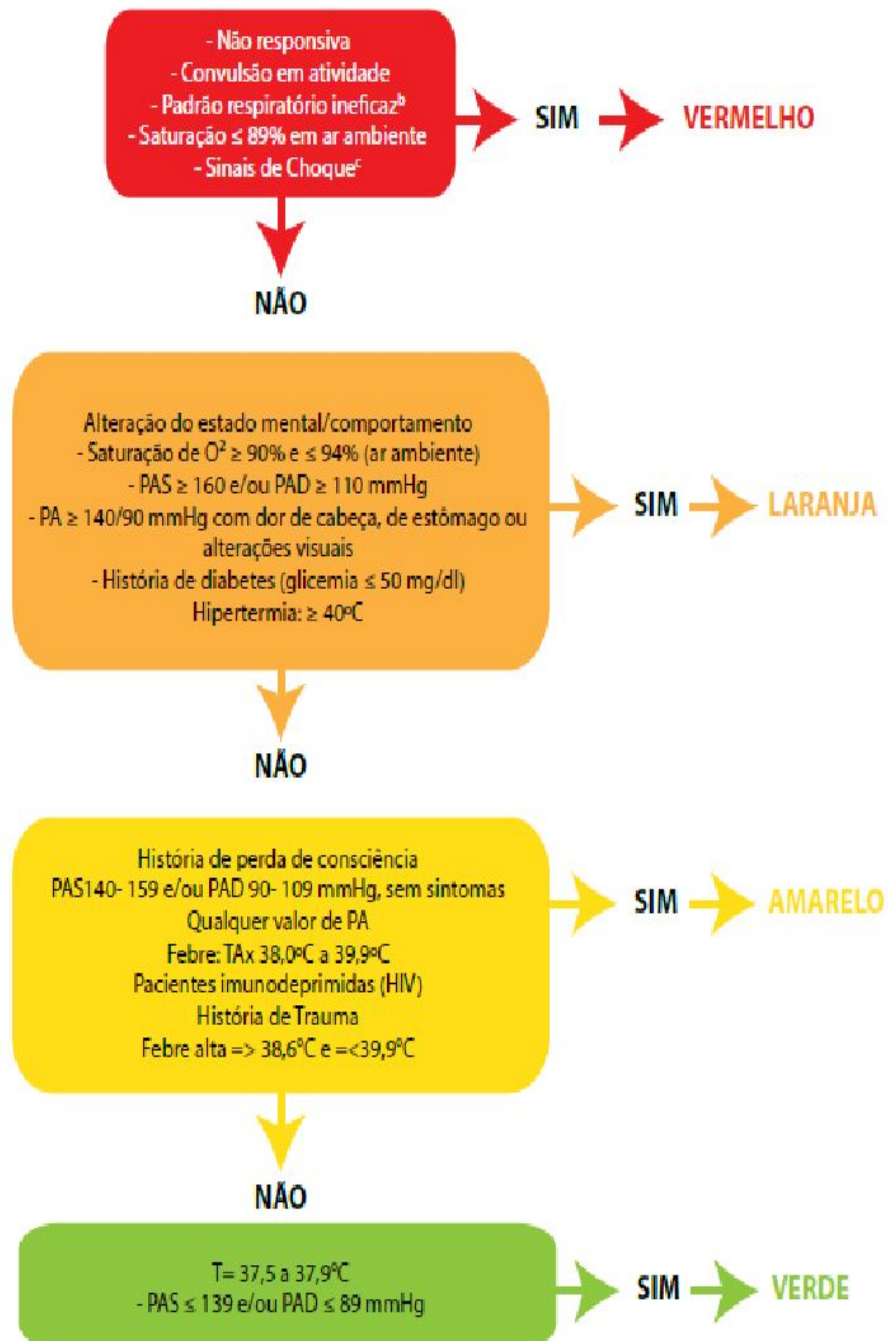 - Não responsiva
- Convulsão em atividade
- Padrão respiratório ineficazᵇ
- Saturação ≤ 89% em ar ambiente
- Sinais de Choqueᶜ
SIM
VERMELHO
NÃO
Alteração do estado mental/comportamento
- Saturação de O² ≥ 90% e ≤ 94% (ar ambiente)
- PAS ≥ 160 e/ou PAD ≥ 110 mmHg
- PA ≥ 140/90 mmHg com dor de cabeça, de estômago ou
alterações visuais
- História de diabetes (glicemia ≤ 50 mg/dl)
Hipertermia: ≥ 40ºC
SIM
LARANJA
NÃO
História de perda de consciência
PAS140- 159 e/ou PAD 90- 109 mmHg, sem sintomas
Qualquer valor de PA
Febre: TAx 38,0ºC a 39,9ºC
Pacientes imunodeprimidas (HIV)
História de Trauma
Febre alta => 38,6ºC e =<39,9ºC
SIM
AMARELO
NÃO
T= 37,5 a 37,9ºC
- PAS ≤ 139 e/ou PAD ≤ 89 mmHg
SIM
VERDE